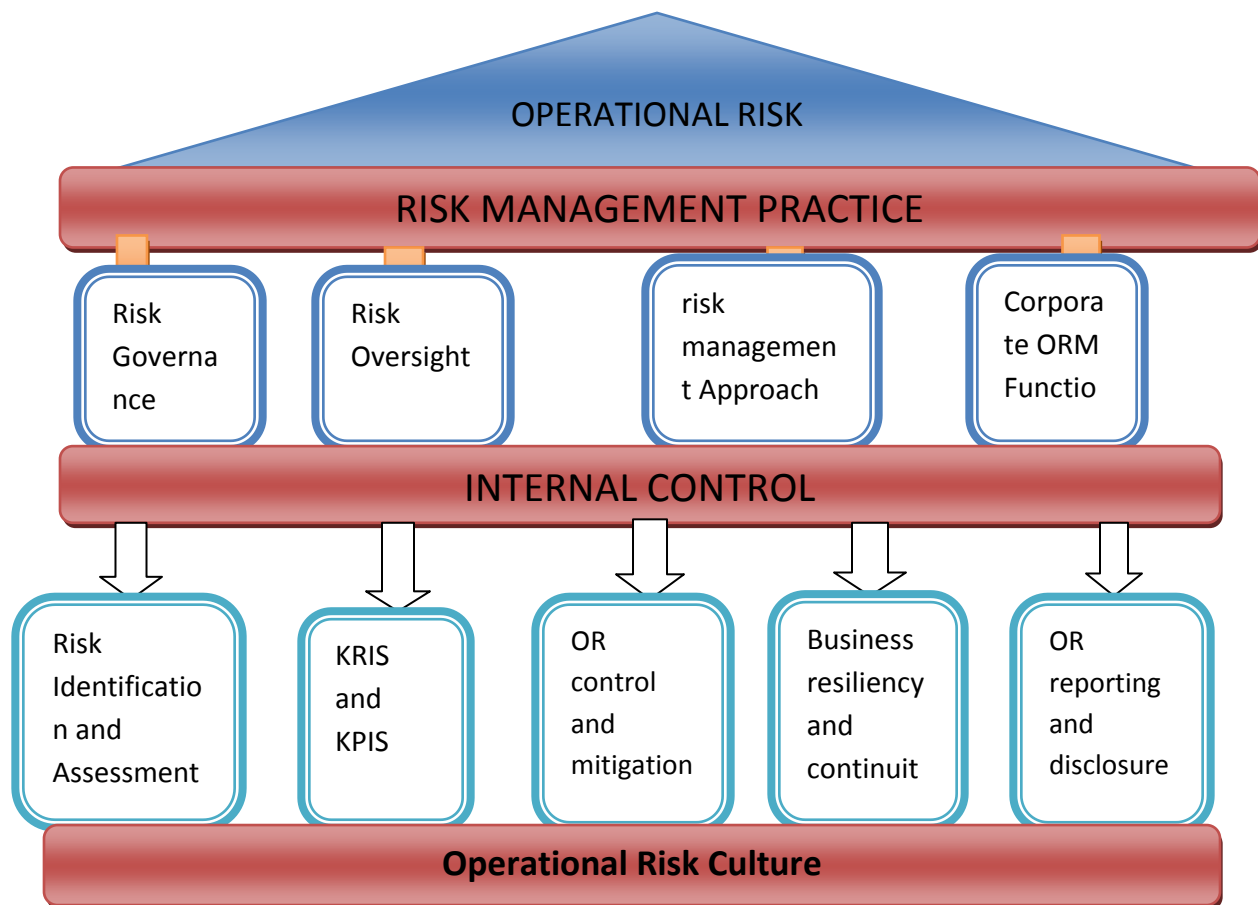 OPERATIONAL RISK
RISK MANAGEMENT PRACTICE
Risk
Governa
nce
Risk
Oversight
risk
managemen
t Approach
Corpora
te ORM
Functio
INTERNAL CONTROL
Risk
Identificatio
n and
Assessment
KRIS
and
KPIS
OR
control
and
mitigation
Business
resiliency
and
continuit
OR
reporting
and
disclosure
Operational Risk Culture